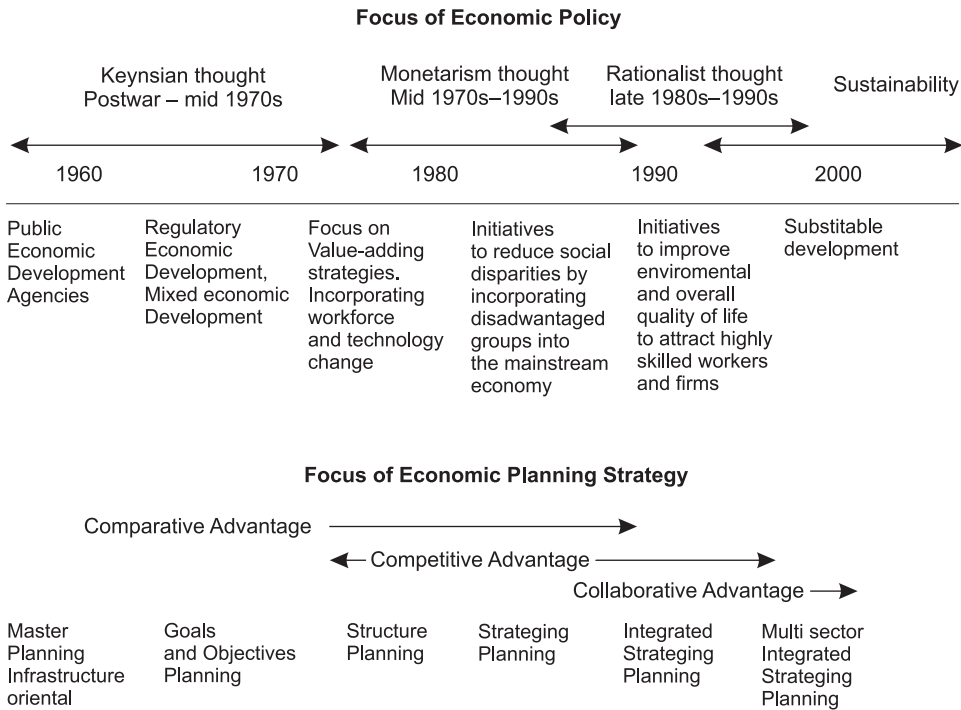 Focus of Economic Policy
Keynsian thought
Postwar – mid 1970s
Monetarism thought
Mid 1970s–1990s
Rationalist thought
late 1980s–1990s
Sustainability
1960
1970
1980
1990
2000
Public
Economic
Development
Agencies
Regulatory
Economic
Development,
Mixed economic
Development
Focus on
Value-adding
strategies.
Incorporating
workforce
and technology
change
Initiatives
to reduce social
disparities by
incorporating
disadvantaged
groups into
the mainstream
economy
Initiatives
to improve
enviromental
and overall
quality of life
to attract highly
skilled workers
and firms
Substitable
development
Focus of Economic Planning Strategy
Comparative Advantage
Competitive Advantage
Collaborative Advantage
Master
Planning
Infrastructure
oriental
Goals
and Objectives
Planning
Structure
Planning
Strateging
Planning
Integrated
Strateging
Planning
Multi sector
Integrated
Strateging
Planning